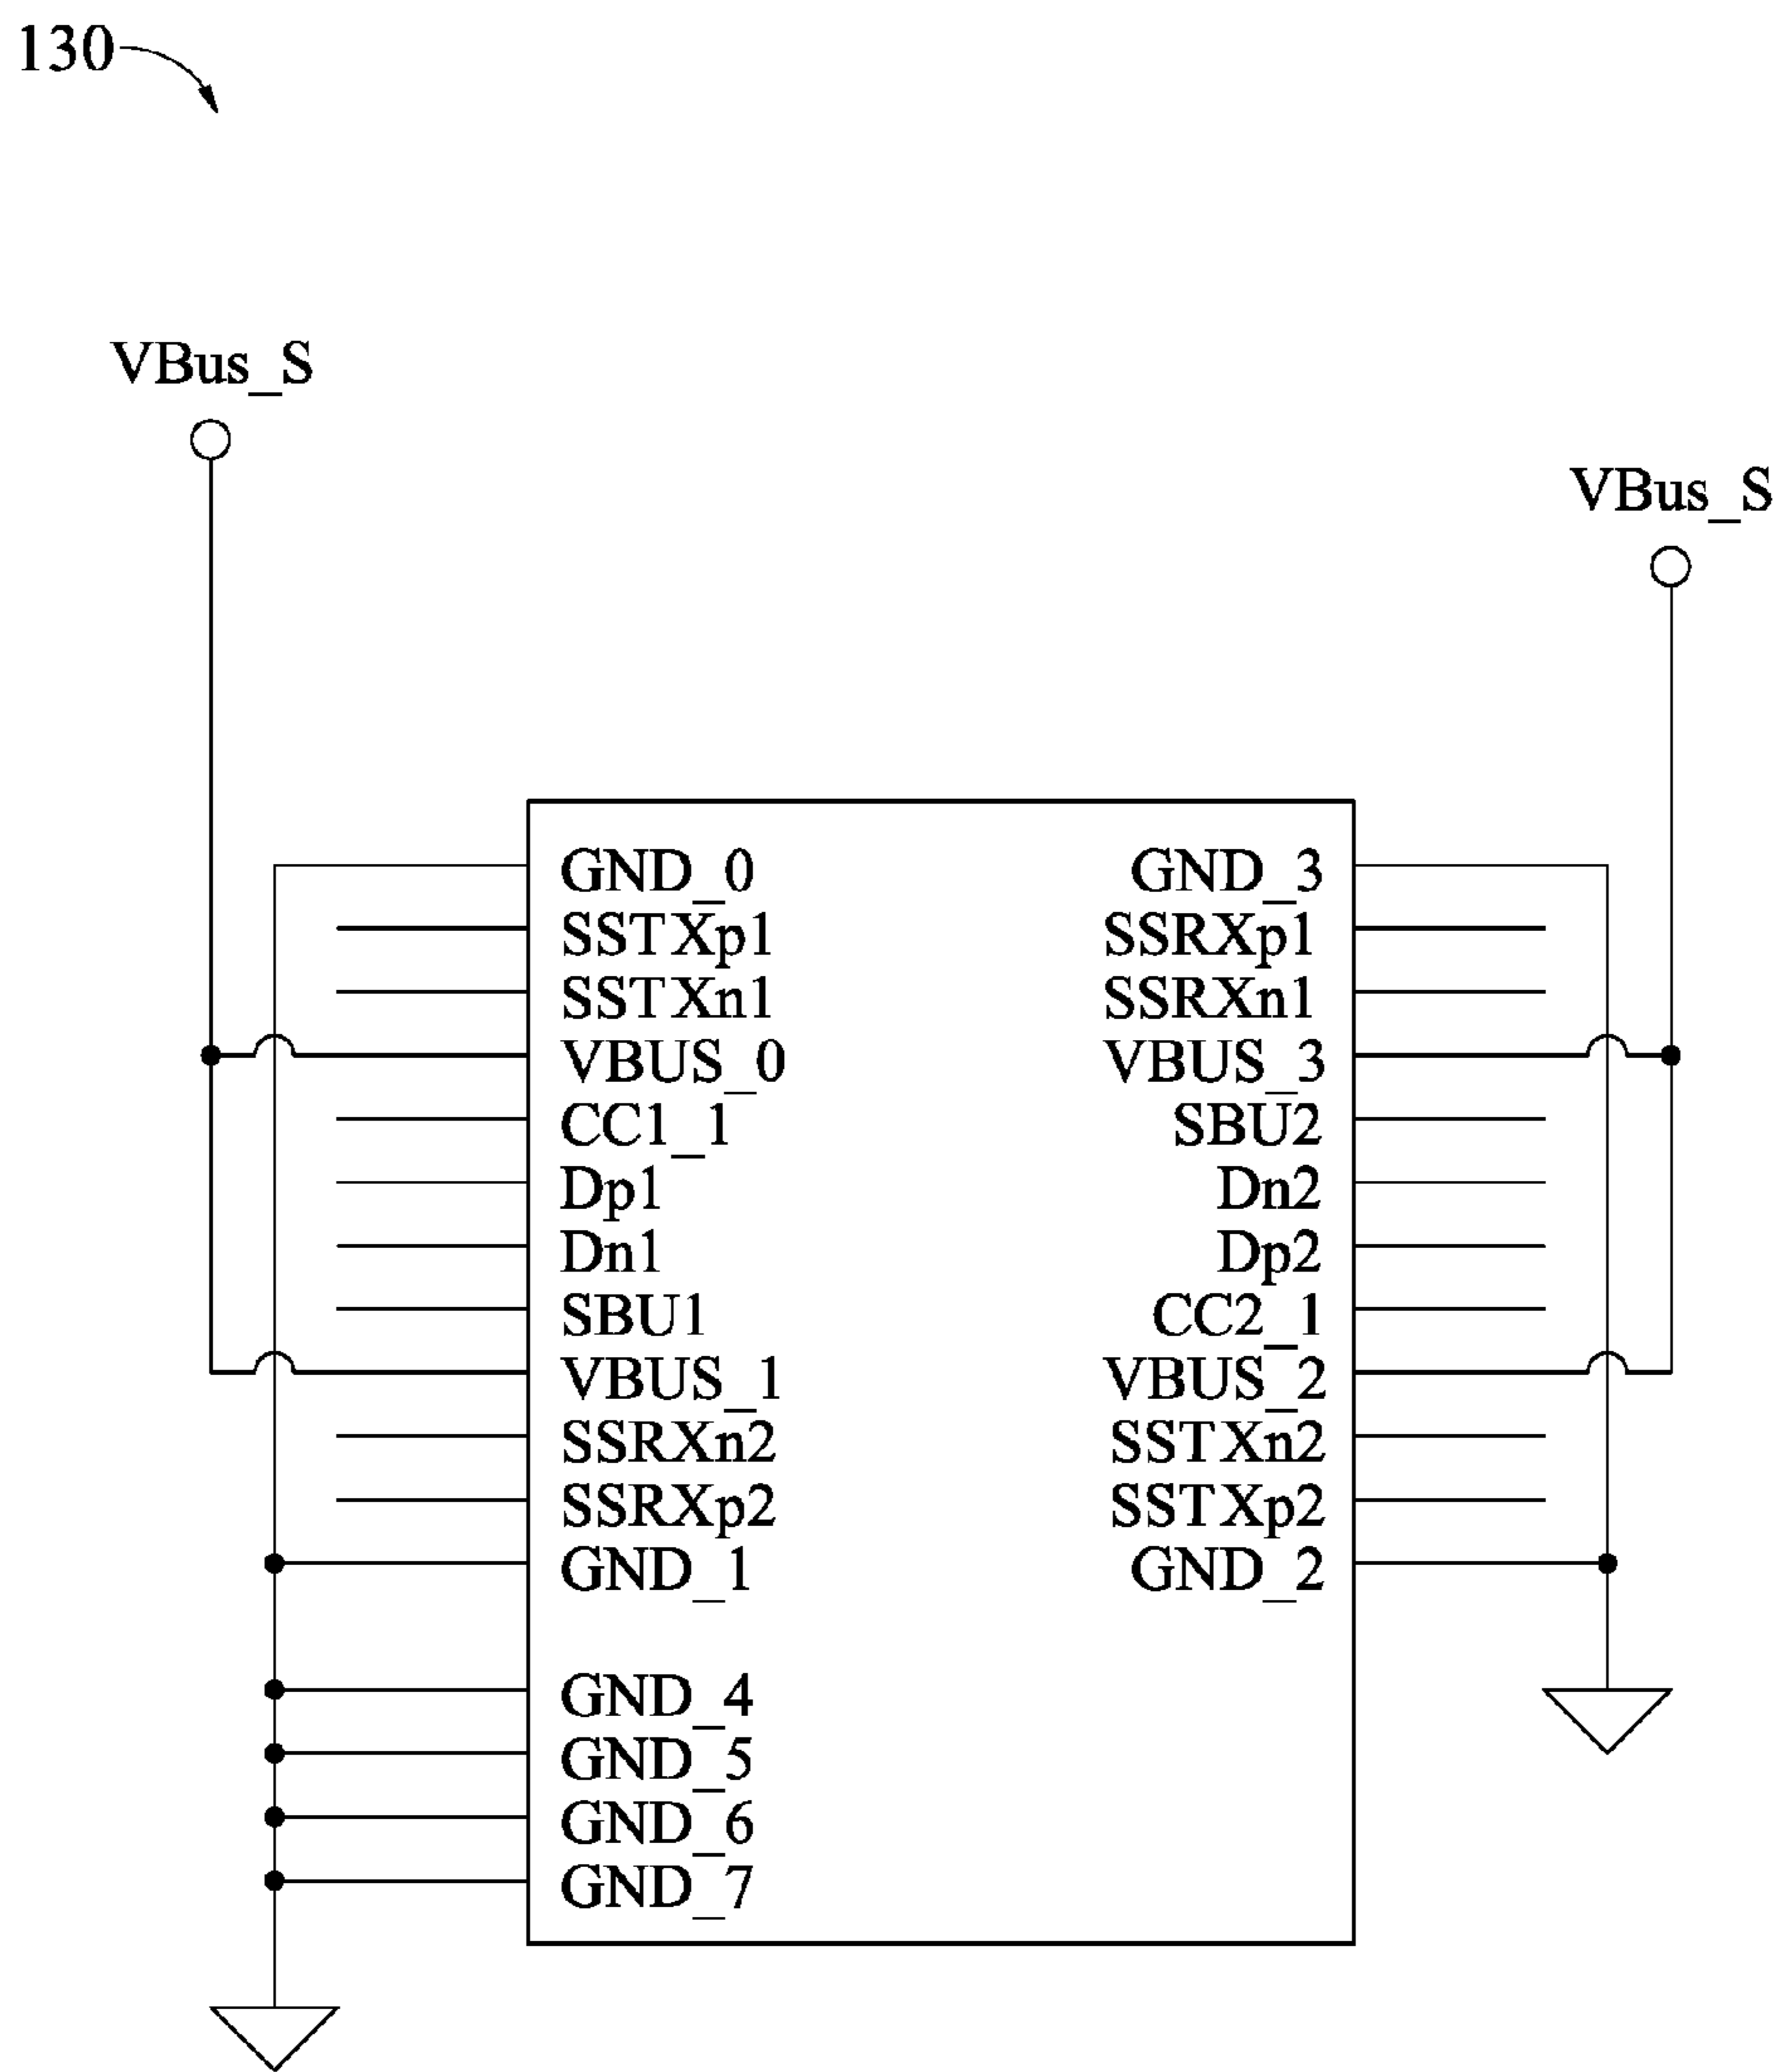 130
VBus_S
VBus_S
GND_0 GND_3
SSTXp1 SSRXp1
SSTXn1 SSRXn1
VBUS_0 VBUS_3
CC1_1 SBU2
Dp1 Dn2
Dn1 Dp2
SBU1 CC2_1
VBUS_1 VBUS_2
SSRXn2 SSTXn2
SSRXp2 SSTXp2
GND_1 GND_2
GND_4
GND_5
GND_6
GND_7